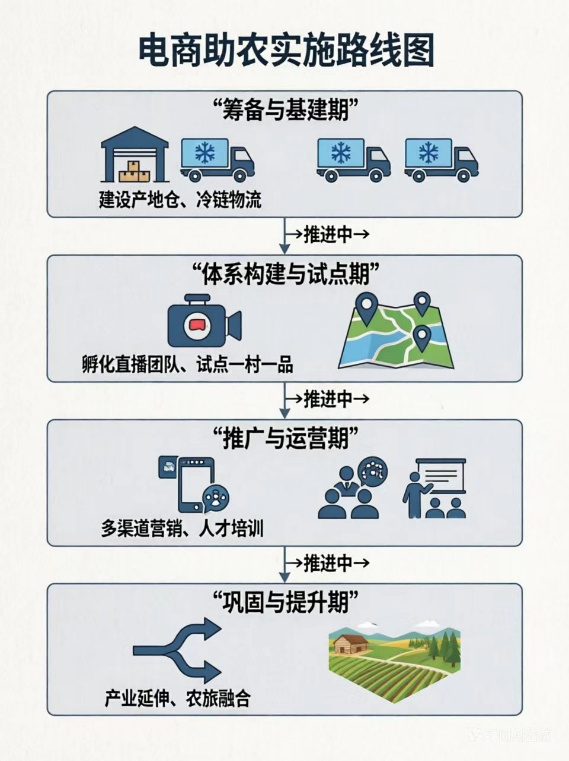 电商助农实施路线图
“筹备与基建期”
建设产地仓、冷链物流
→推进中→
“体系构建与试点期”
孵化直播团队、试点一村一品
→推进中→
“推广与运营期”
多渠道营销、人才培训
→推进中→
“巩固与提升期”
产业延伸、农旅融合